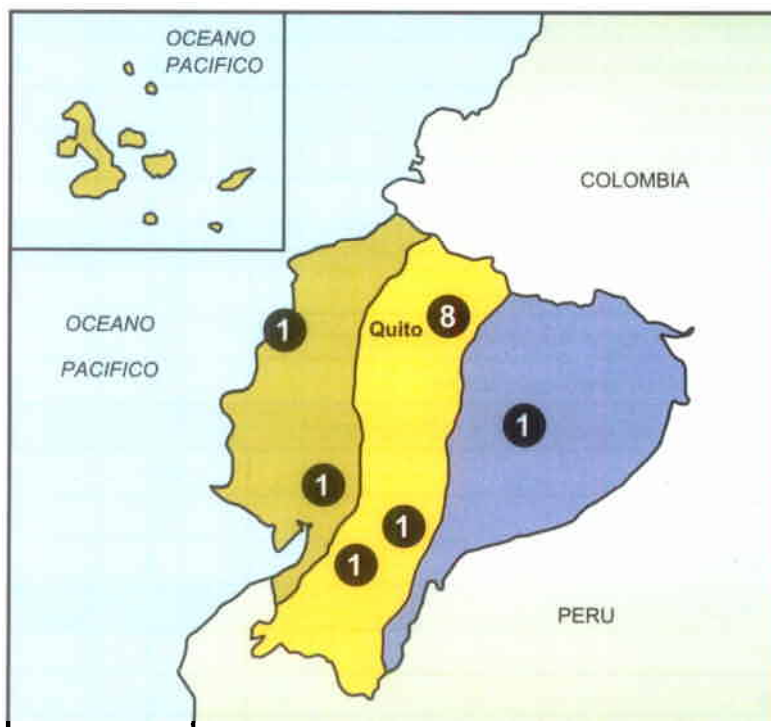 OCEANO
PACIFICO
COLOMBIA
OCEANO
PACIFICO
1
Quito
8
1
1
1
1
PERU